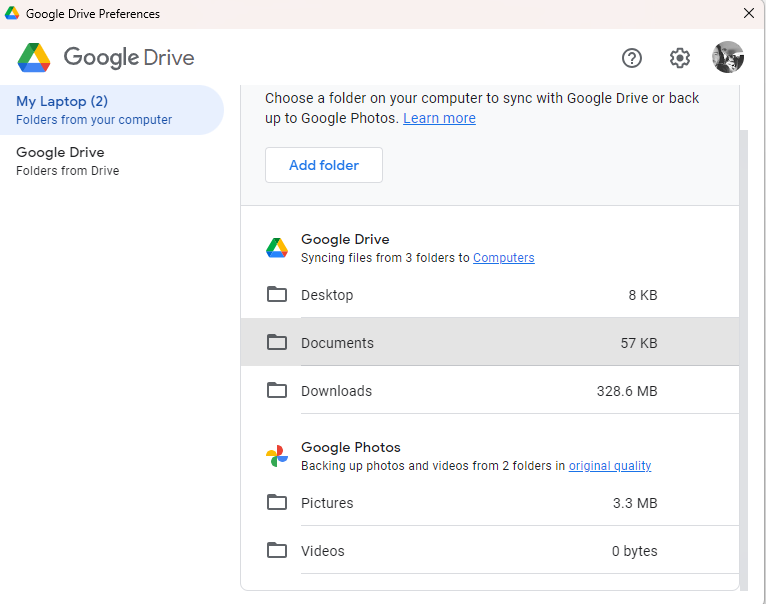 Google Drive Preferences
Google Drive
My Laptop (2)
Folders from your computer
Google Drive
Folders from Drive
Choose a folder on your computer to sync with Google Drive or back
up to Google Photos. Learn more
Add folder
Google Drive
Syncing files from 3 folders to Computers
Desktop 8 KB
Documents 57 KB
Downloads 328.6 MB
Google Photos
Backing up photos and videos from 2 folders in original quality
Pictures 3.3 MB
Videos 0 bytes